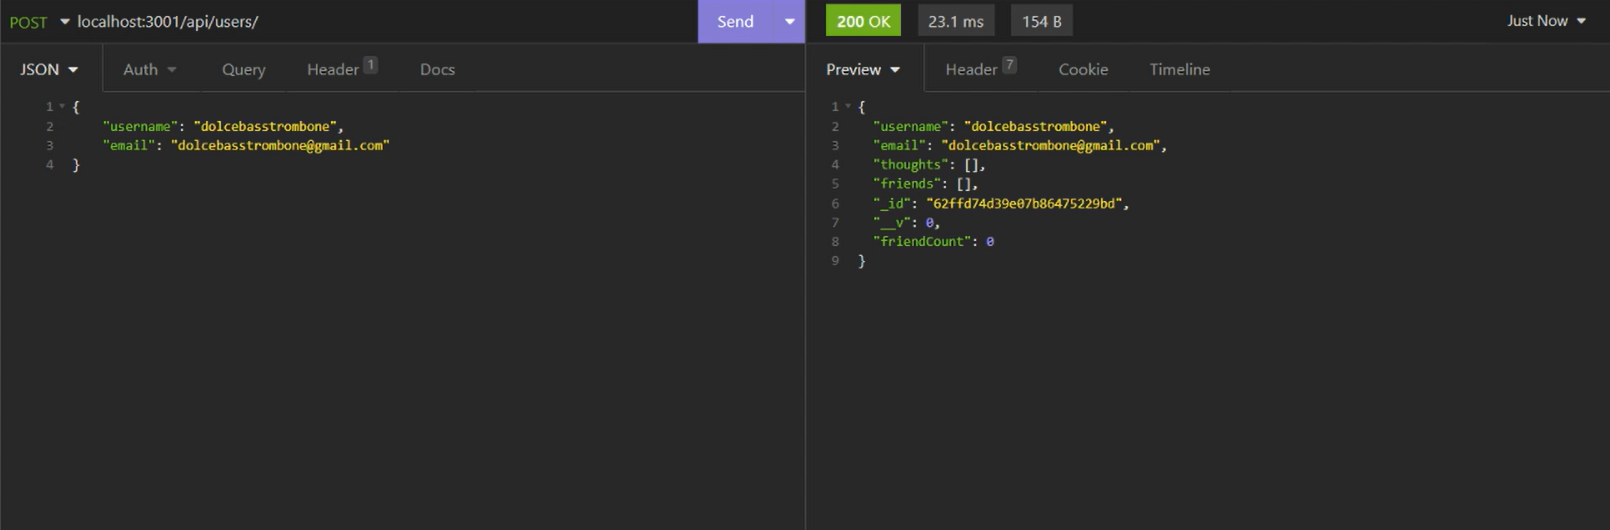 POST localhost:3001/api/users/ Send
200 OK 23.1 ms 154 B Just Now
JSON Auth Query Header 1 Docs
Preview Header 7 Cookie Timeline
1 {
2 "username": "dolcebasstrombone",
3 "email": "dolcebasstrombone@gmail.com"
4 }
1 {
2 "username": "dolcebasstrombone",
3 "email": "dolcebasstrombone@gmail.com",
4 "thoughts": [],
5 "friends": [],
6 "_id": "62ffd74d39e07b86475229bd",
7 "__v": 0,
8 "friendCount": 0
9 }